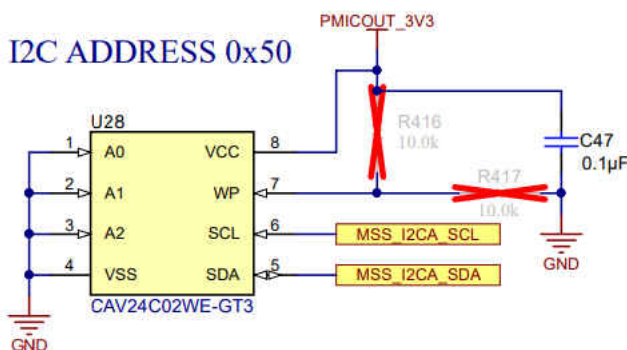 PMICOUT_3V3
I2C ADDRESS 0x50
U28
R416
10.0k
C47
0.1µF
R417
10.0k
1 A0 VCC 8
2 A1 WP 7
3 A2 SCL 6 MSS_I2CA_SCL
4 VSS SDA 5 MSS_I2CA_SDA
CAV24C02WE-GT3
GND
GND